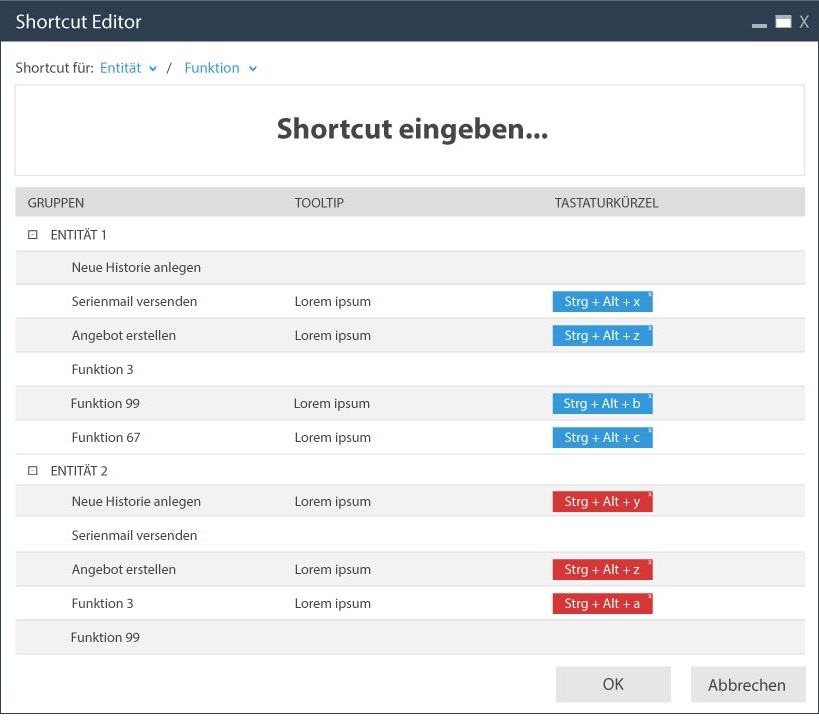 Shortcut Editor
Shortcut für: Entität / Funktion
Shortcut eingeben...
GRUPPEN TOOLTIP TASTATURKÜRZEL
ENTITÄT 1
Neue Historie anlegen
Serienmail versenden Lorem ipsum Strg + Alt + x x
Angebot erstellen Lorem ipsum Strg + Alt + z x
Funktion 3
Funktion 99 Lorem ipsum Strg + Alt + b x
Funktion 67 Lorem ipsum Strg + Alt + c x
ENTITÄT 2
Neue Historie anlegen Lorem ipsum Strg + Alt + y x
Serienmail versenden
Angebot erstellen Lorem ipsum Strg + Alt + z x
Funktion 3 Lorem ipsum Strg + Alt + a x
Funktion 99
OK Abbrechen